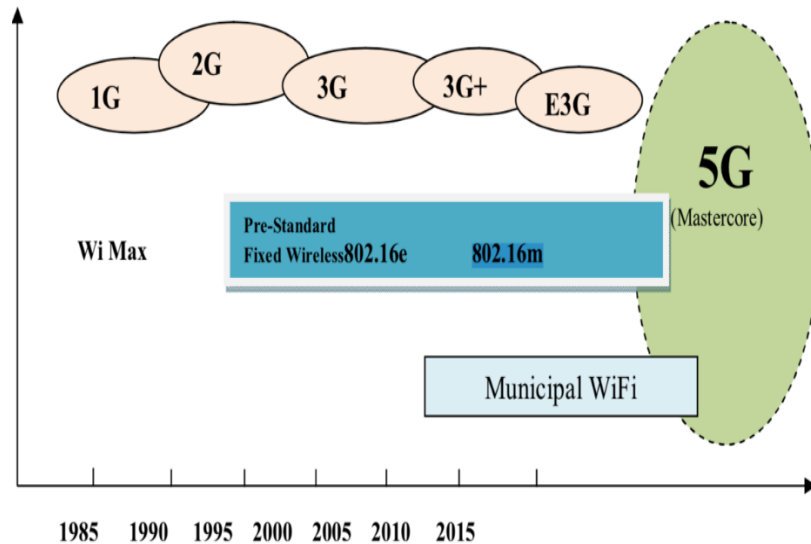 1G
2G
3G
3G+
E3G
5G
(Mastercore)
Wi Max
Pre-Standard
Fixed Wireless802.16e 802.16m
Municipal WiFi
1985 1990 1995 2000 2005 2010 2015